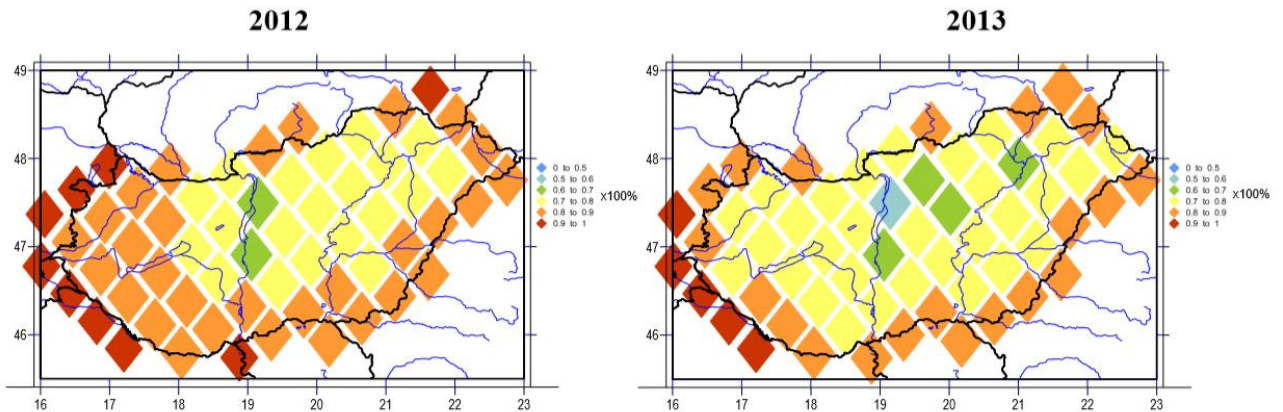 2012
2013
49
48
47
46
16 17 18 19 20 21 22 23
0 to 0.5
0.5 to 0.6
0.6 to 0.7
0.7 to 0.8
0.8 to 0.9
0.9 to 1
x100%
49
48
47
46
16 17 18 19 20 21 22 23
0 to 0.5
0.5 to 0.6
0.6 to 0.7
0.7 to 0.8
0.8 to 0.9
0.9 to 1
x100%